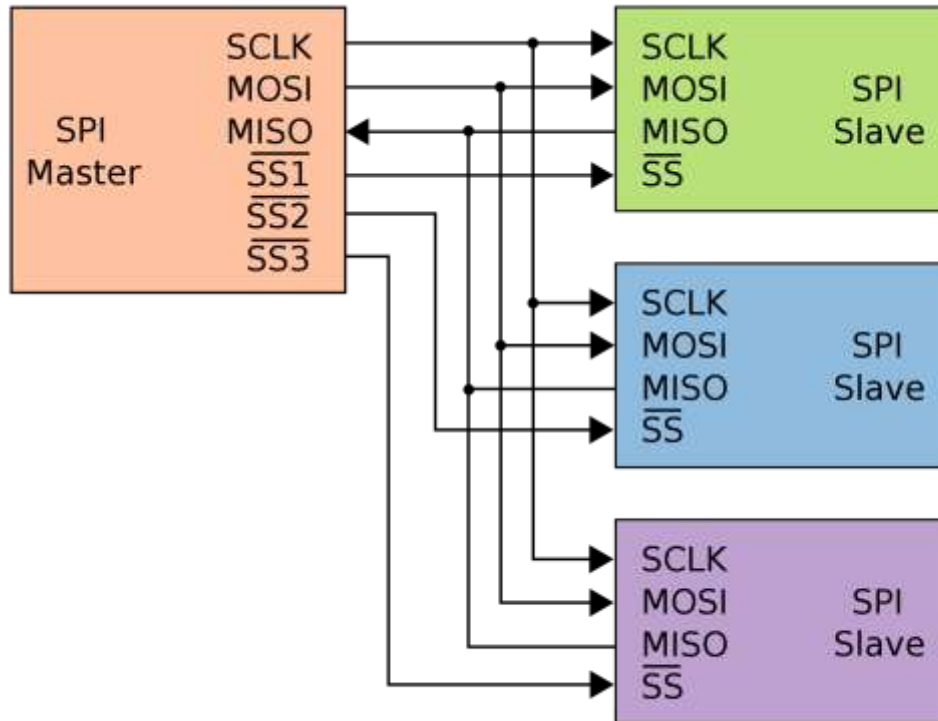 SPI
Master
SCLK
MOSI
MISO
SS1
SS2
SS3
SCLK
MOSI
MISO
SS
SPI
Slave
SCLK
MOSI
MISO
SS
SPI
Slave
SCLK
MOSI
MISO
SS
SPI
Slave